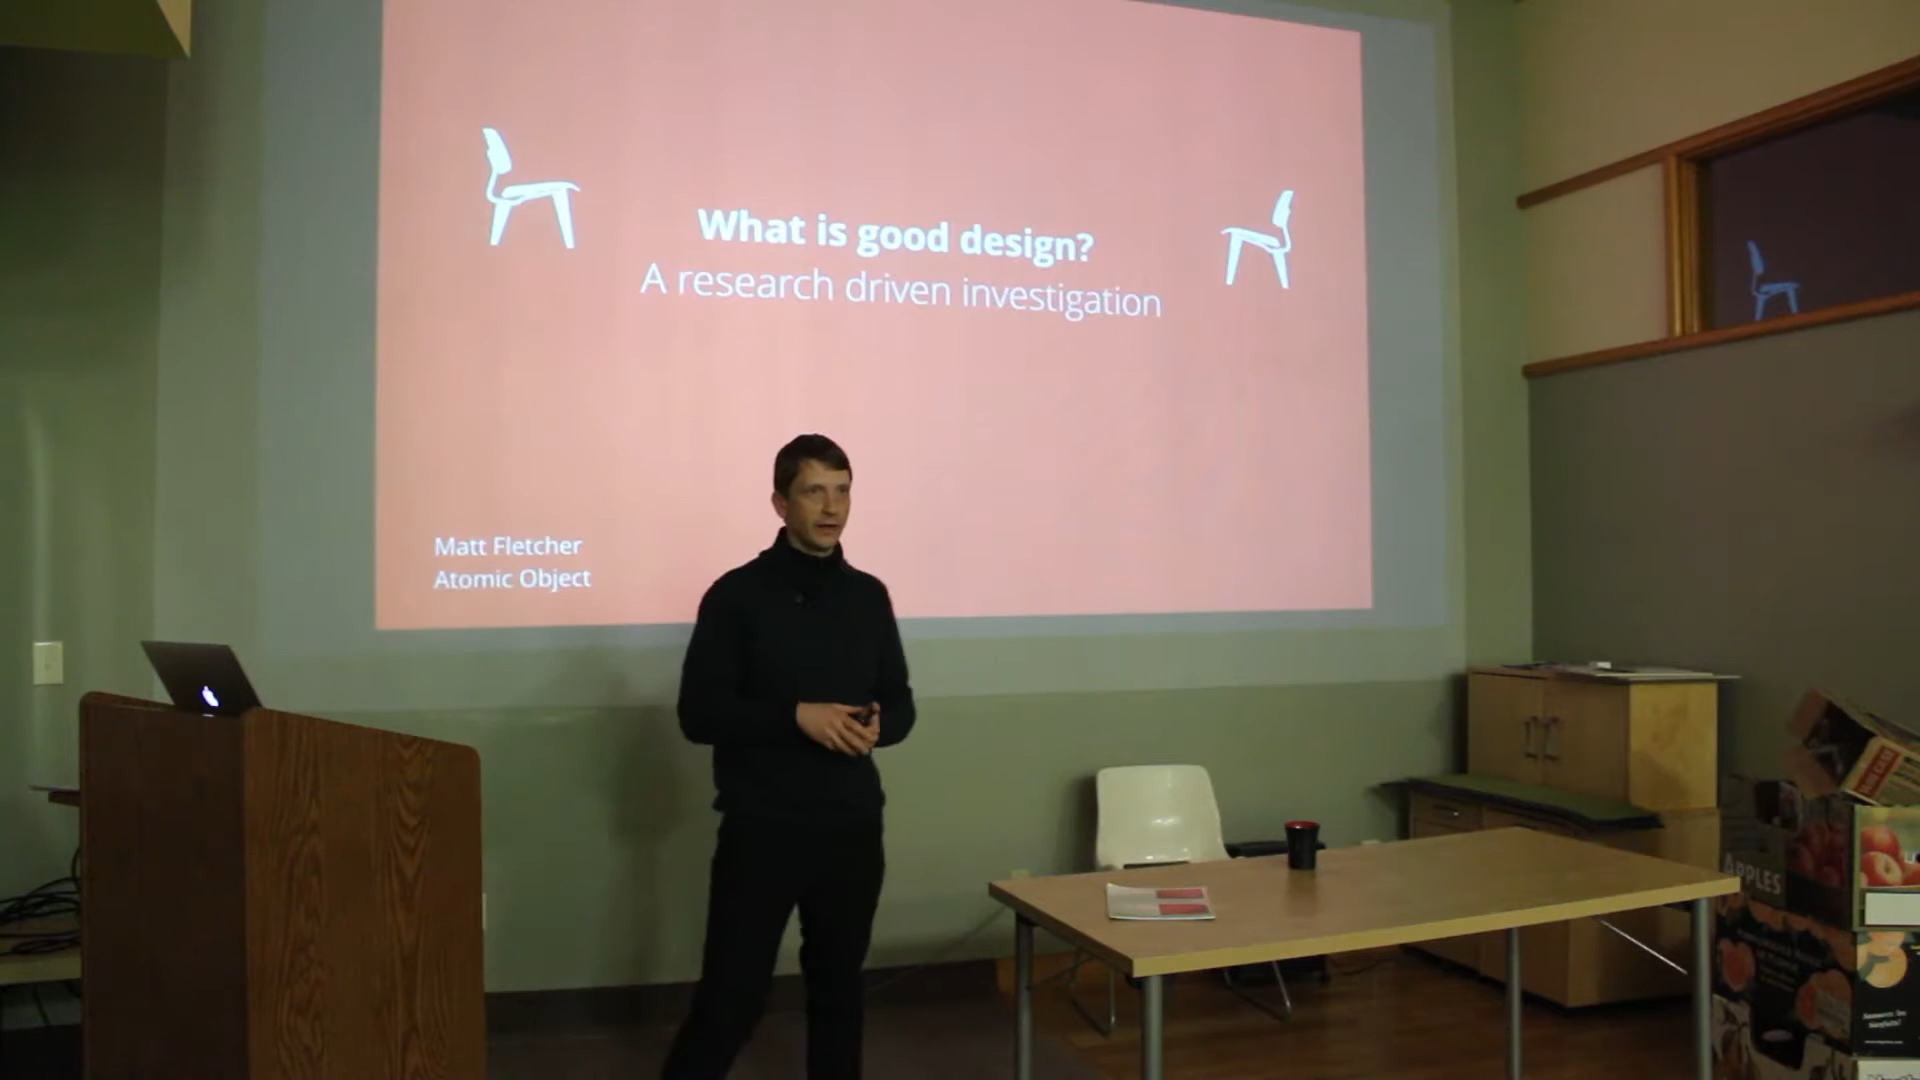 What is good design?
A research driven investigation
Matt Fletcher
Atomic Object
APPLES